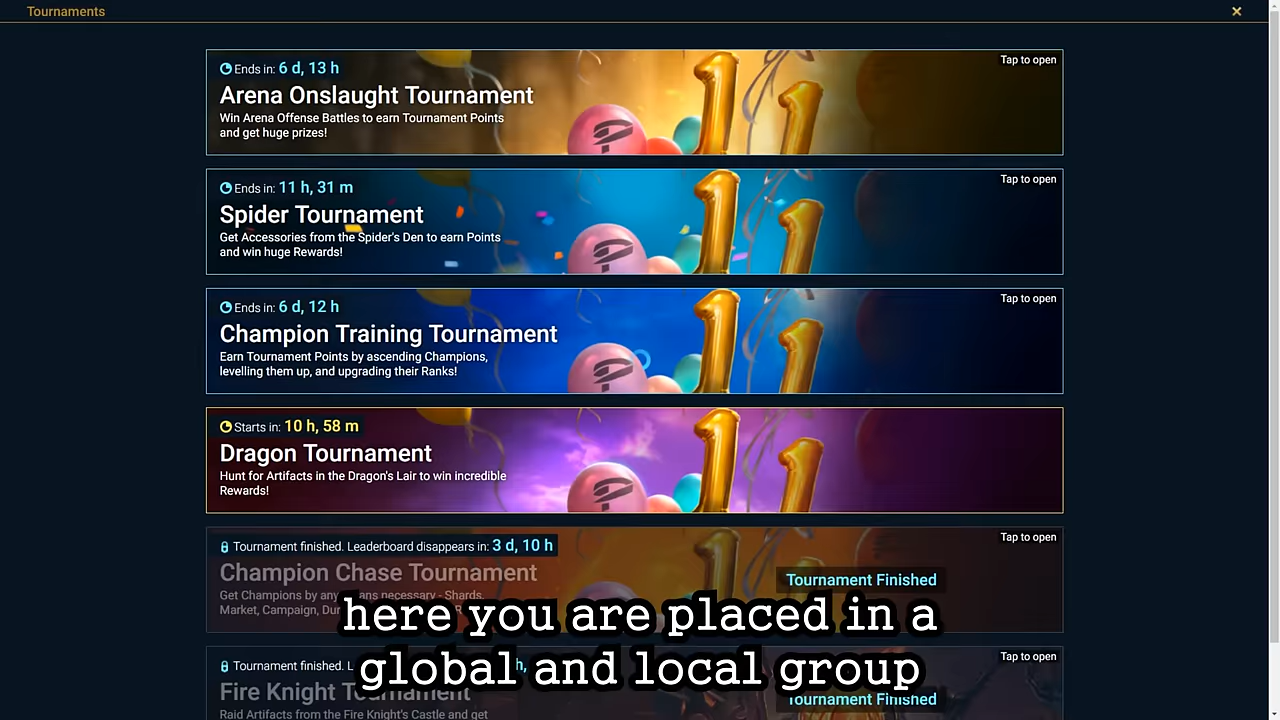 Tournaments
Tap to open
Ends in: 6 d, 13 h
Arena Onslaught Tournament
Win Arena Offense Battles to earn Tournament Points
and get huge prizes!
Tap to open
Ends in: 11 h, 31 m
Spider Tournament
Get Accessories from the Spider's Den to earn Points
and win huge Rewards!
Tap to open
Ends in: 6 d, 12 h
Champion Training Tournament
Earn Tournament Points by ascending Champions,
levelling them up, and upgrading their Ranks!
Starts in: 10 h, 58 m
Dragon Tournament
Hunt for Artifacts in the Dragon's Lair to win incredible
Rewards!
Tap to open
Tournament finished. Leaderboard disappears in: 3 d, 10 h
Champion Chase Tournament
Tournament Finished
Get Champions by any means necessary - Shards,
Market, Campaign,
here you are placed in a
global and local group
Tap to open
Tournament finished.
Fire Knight Tournament
Tournament Finished
Raid Artifacts from the Fire Knight's Castle and get